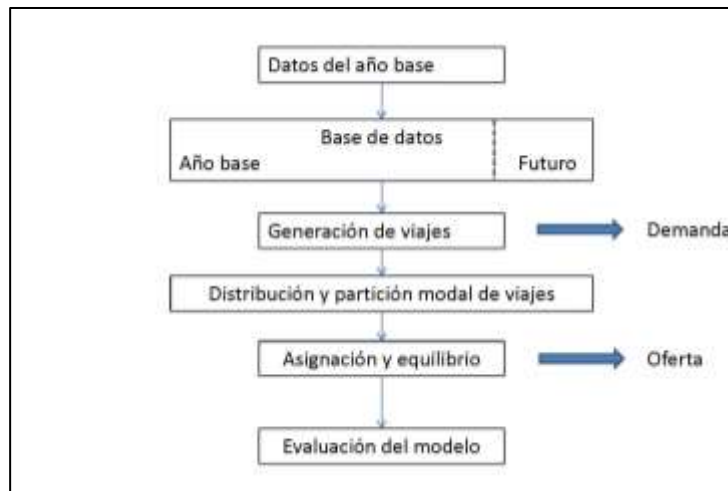 Datos del año base
Base de datos
Año base Futuro
Generación de viajes Demanda
Distribución y partición modal de viajes
Asignación y equilibrio Oferta
Evaluación del modelo